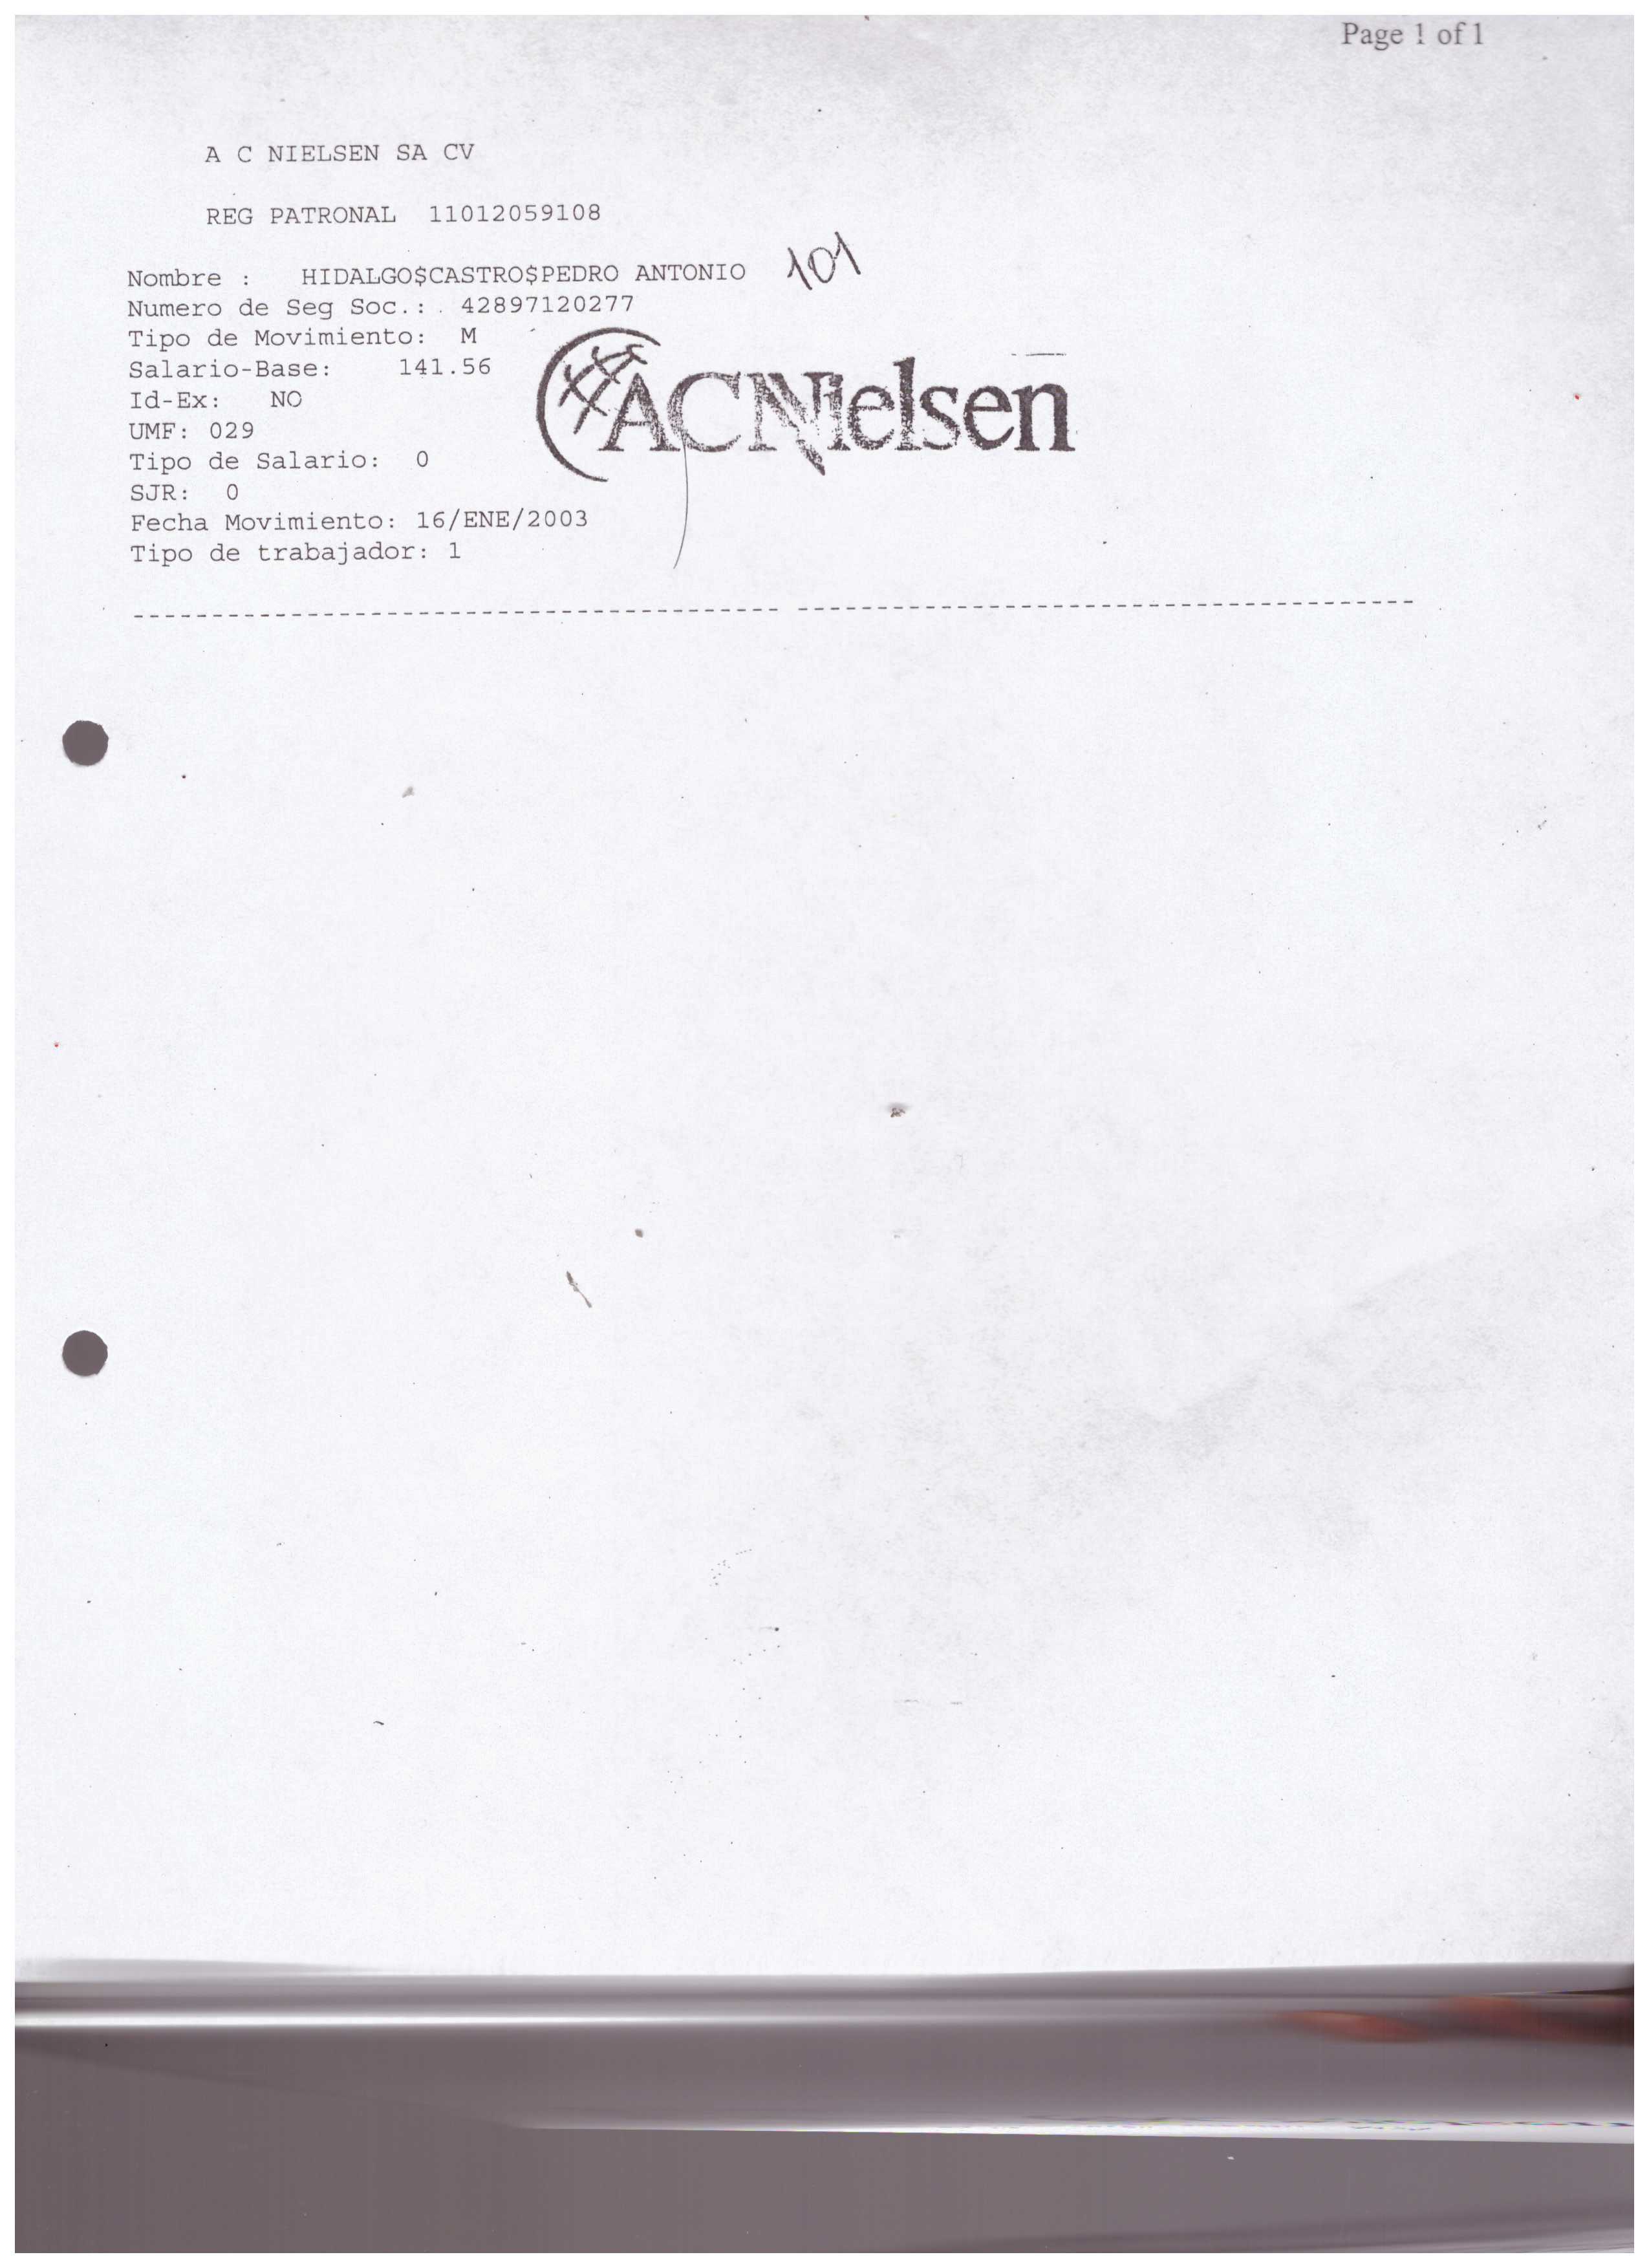 Page 1 of 1
A C NIELSEN SA CV
REG PATRONAL 11012059108
Nombre : HIDALGO$CASTRO$PEDRO ANTONIO 101
Numero de Seg Soc.: 42897120277
Tipo de Movimiento: M
Salario-Base: 141.56
Id-Ex: NO
UMF: 029
Tipo de Salario: 0
SJR: 0
Fecha Movimiento: 16/ENE/2003
Tipo de trabajador: 1
ACNielsen